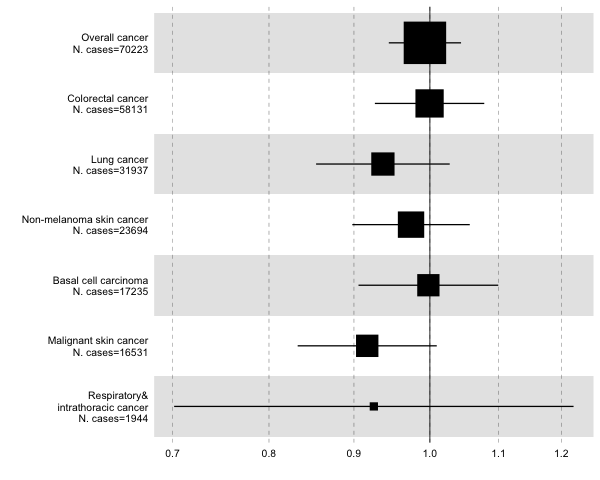 Overall cancer
N. cases=70223
Colorectal cancer
N. cases=58131
Lung cancer
N. cases=31937
Non-melanoma skin cancer
N. cases=23694
Basal cell carcinoma
N. cases=17235
Malignant skin cancer
N. cases=16531
Respiratory&
intrathoracic cancer
N. cases=1944
0.7 0.8 0.9 1.0 1.1 1.2